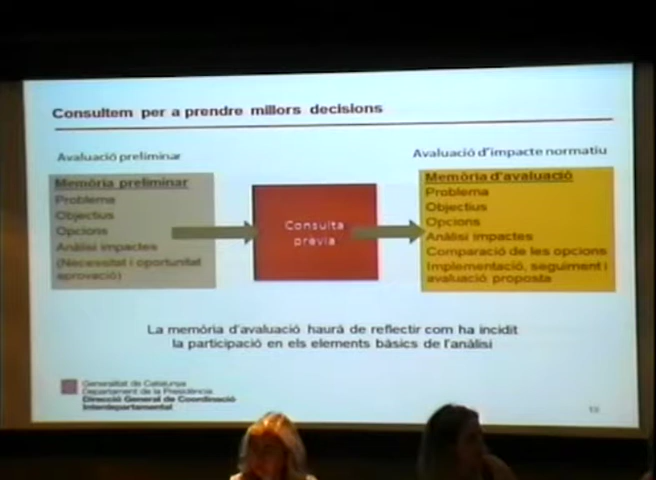 Consultem per a prendre millors decisions
Avaluació preliminar
Memòria preliminar
Problema
Objectius
Opcions
Anàlisi impactes
(Necessitat i oportunitat
aprovació)
Consulta
prèvia
Avaluació d'impacte normatiu
Memòria d'avaluació
Problema
Objectius
Opcions
Anàlisi impactes
Comparació de les opcions
Implementació, seguiment i
avaluació proposta
La memòria d'avaluació haurà de reflectir com ha incidit
la participació en els elements bàsics de l'anàlisi
Generalitat de Catalunya
Departament de la Presidència
Direcció General de Coordinació
Interdepartamental